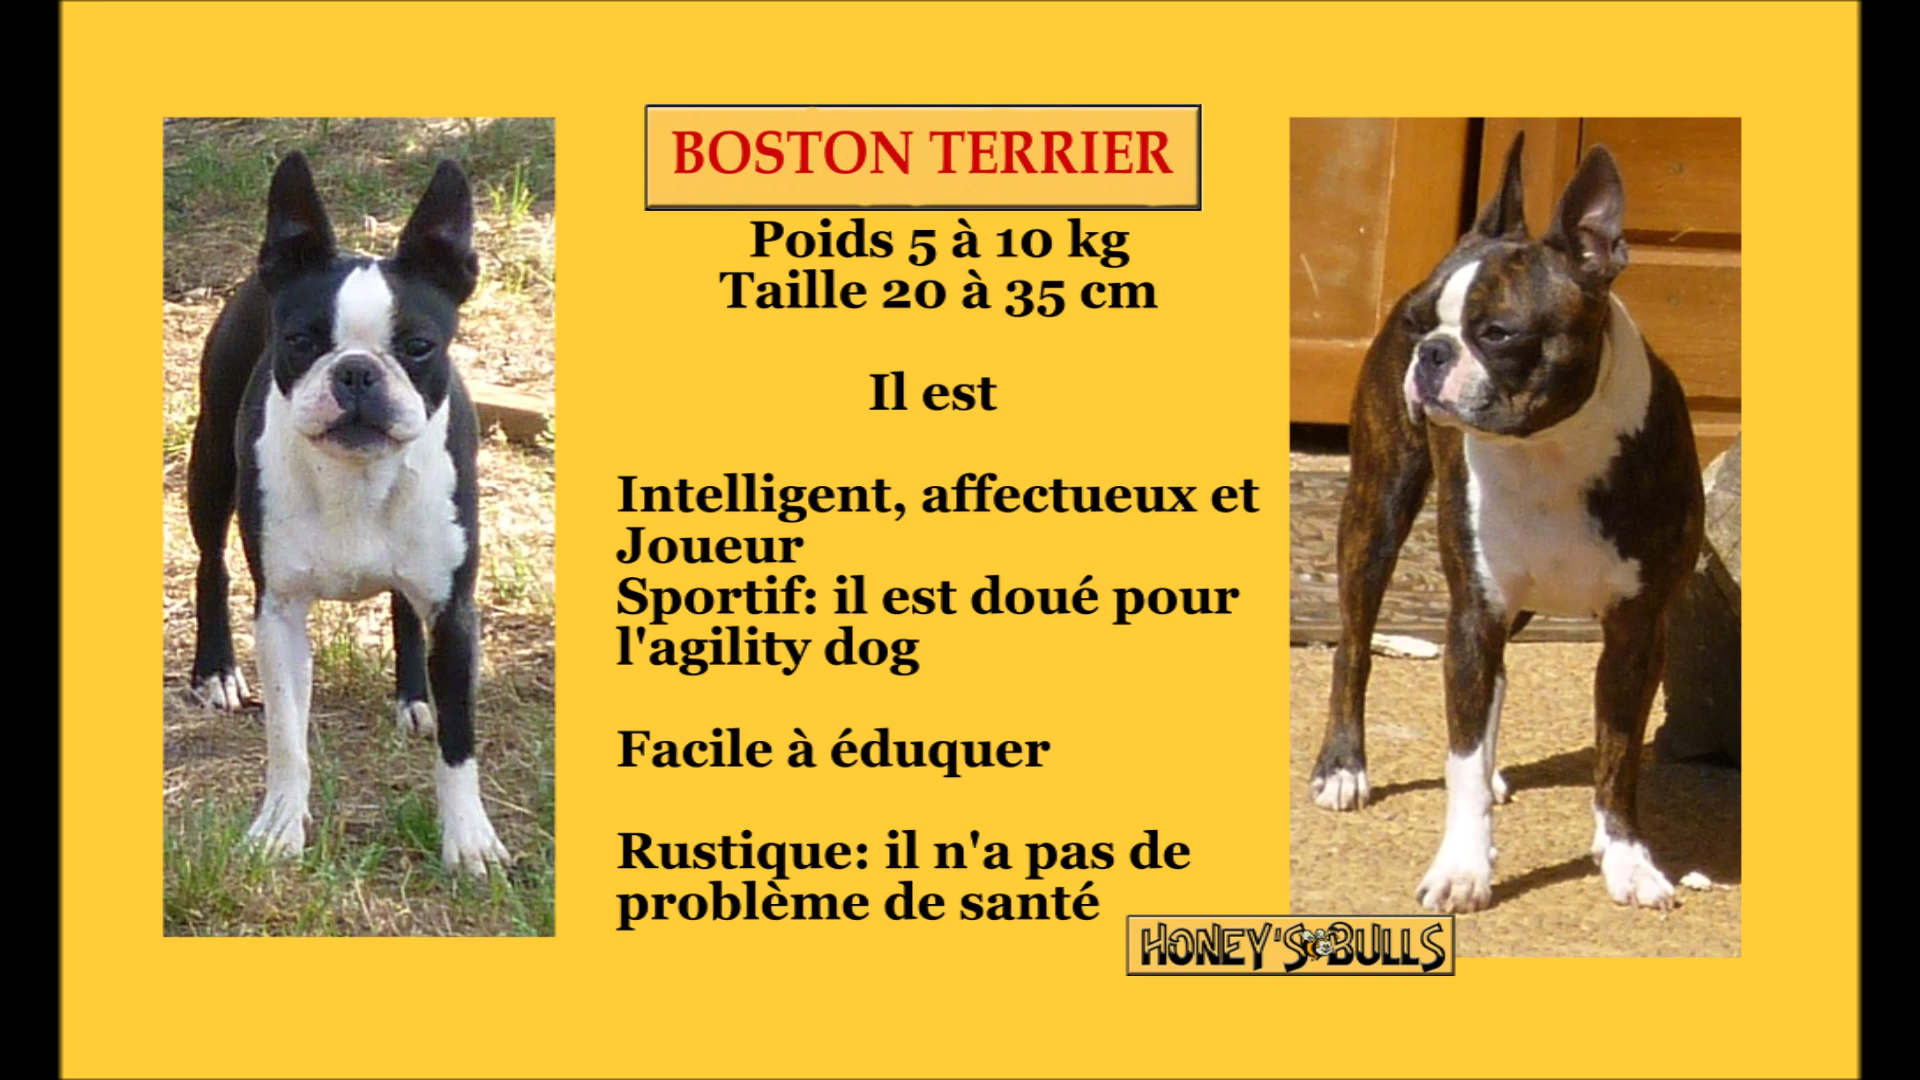 BOSTON TERRIER
Poids 5 à 10 kg
Taille 20 à 35 cm
Il est
Intelligent, affectueux et
Joueur
Sportif: il est doué pour
l'agility dog
Facile à éduquer
Rustique: il n'a pas de
problème de santé
HONEY'S BULLS